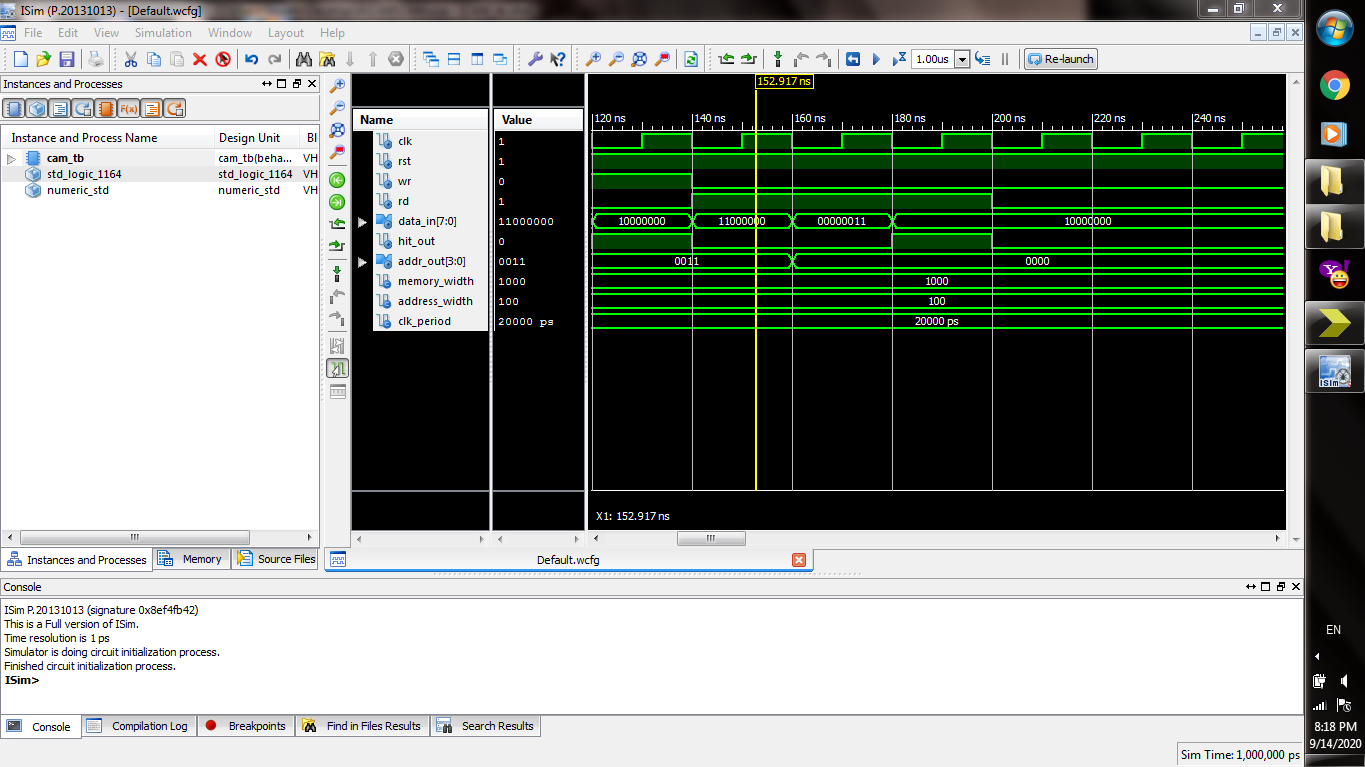 ISim (P.20131013) - [Default.wcfg]
File Edit View Simulation Window Layout Help
1.00us Re-launch
Instances and Processes
Instance and Process Name Design Unit Bl
cam_tb cam_tb(beha... VH
std_logic_1164 std_logic_1164 VH
numeric_std numeric_std VH
Instances and Processes Memory Source Files
Name Value
clk 1
rst 1
wr 0
rd 1
data_in[7:0] 11000000
hit_out 0
addr_out[3:0] 0011
memory_width 1000
address_width 100
clk_period 20000 ps
152.917 ns
120 ns 140 ns 160 ns 180 ns 200 ns 220 ns 240 ns
10000000 11000000 00000011 10000000
0011 0000
1000
100
20000 ps
X1: 152.917 ns
Default.wcfg
Console
ISim P.20131013 (signature 0x8ef4fb42)
This is a Full version of ISim.
Time resolution is 1 ps
Simulator is doing circuit initialization process.
Finished circuit initialization process.
ISim>
Console Compilation Log Breakpoints Find in Files Results Search Results
Sim Time: 1,000,000 ps
ISim
EN
8:18 PM
9/14/2020